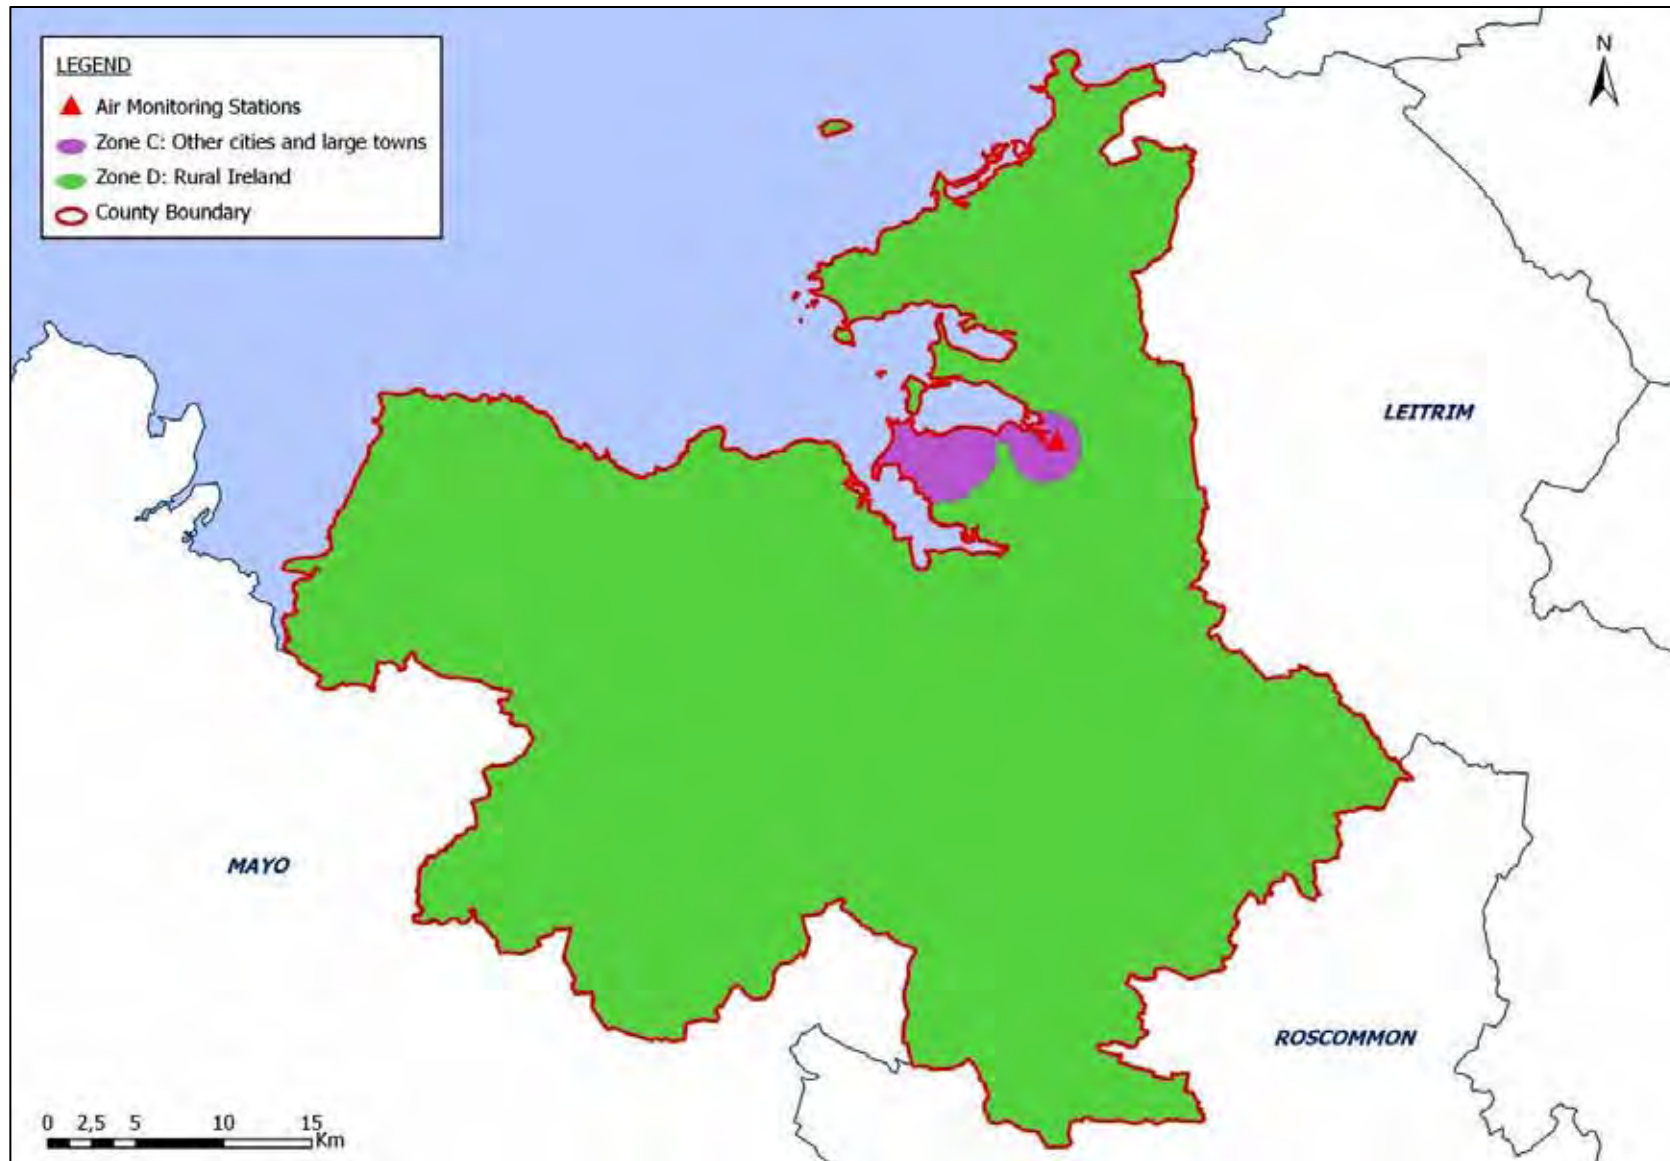 LEGEND
Air Monitoring Stations
Zone C: Other cities and large towns
Zone D: Rural Ireland
County Boundary
N
LEITRIM
MAYO
ROSCOMMON
0 2,5 5 10 15
Km